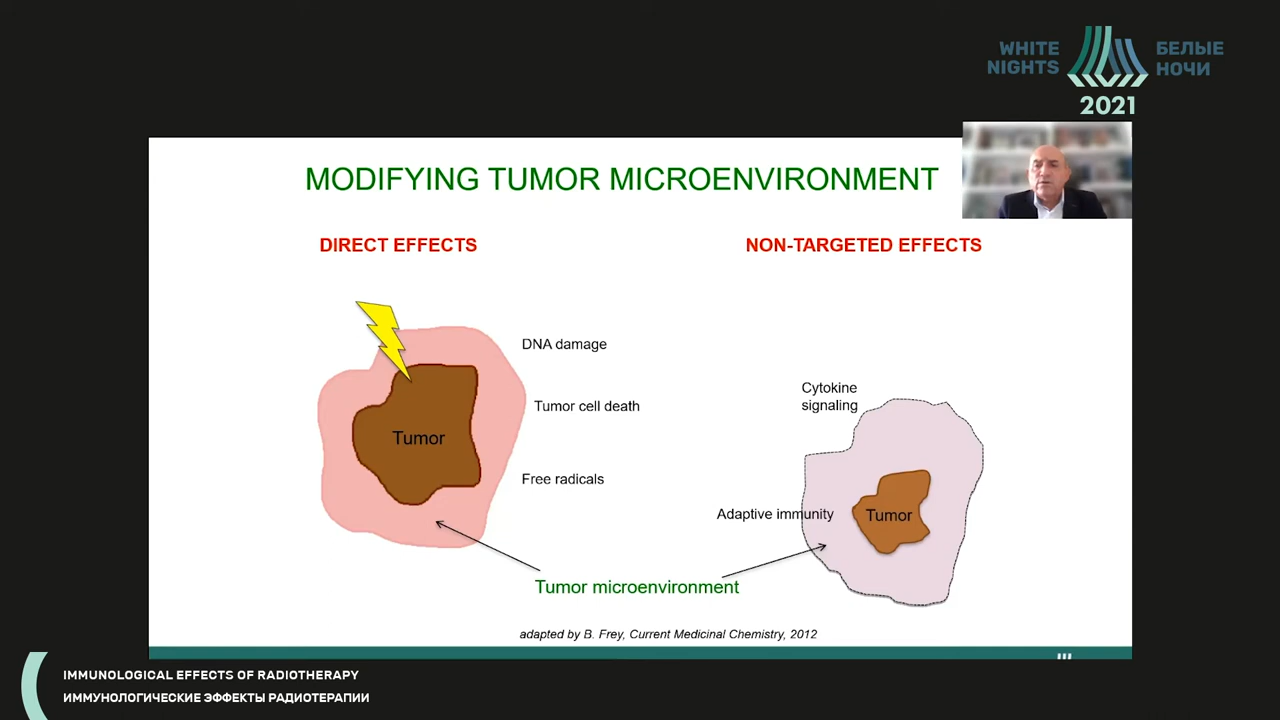 WHITE
NIGHTS
БЕЛЫЕ
НОЧИ
2021
MODIFYING TUMOR MICROENVIRONMENT
DIRECT EFFECTS
NON-TARGETED EFFECTS
DNA damage
Tumor cell death
Tumor
Free radicals
Cytokine
signaling
Adaptive immunity
Tumor
Tumor microenvironment
adapted by B. Frey, Current Medicinal Chemistry, 2012
IMMUNOLOGICAL EFFECTS OF RADIOTHERAPY
ИММУНОЛОГИЧЕСКИЕ ЭФФЕКТЫ РАДИОТЕРАПИИ